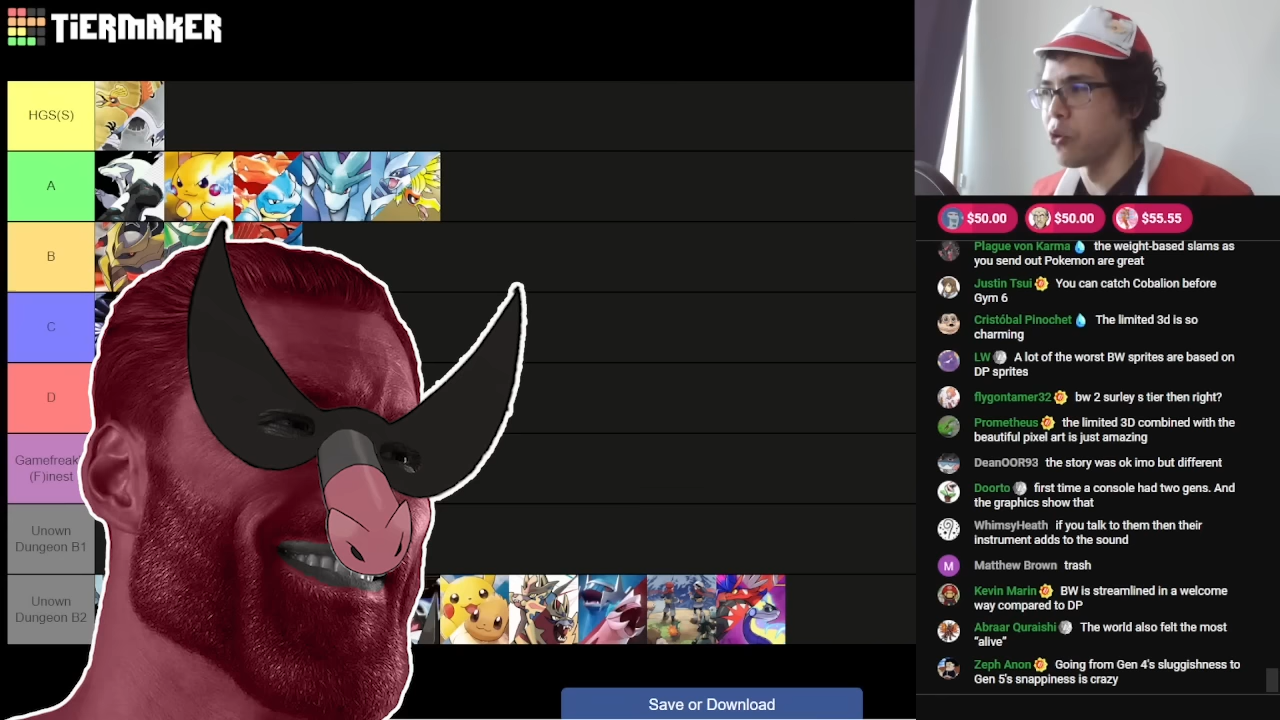 TiERMAKER
HGS(S)
A
B
C
D
Gamefreak
(F)inest
Unown
Dungeon B1
Unown
Dungeon B2
Save or Download
$50.00
$50.00
$55.55
Plague von Karma the weight-based slams as
you send out Pokemon are great
Justin Tsui You can catch Cobalion before
Gym 6
Cristóbal Pinochet The limited 3d is so
charming
LW A lot of the worst BW sprites are based on
DP sprites
flygontamer32 bw 2 surley s tier then right?
Prometheus the limited 3D combined with the
beautiful pixel art is just amazing
DeanOOR93 the story was ok imo but different
Doorto first time a console had two gens. And
the graphics show that
WhimsyHeath if you talk to them then their
instrument adds to the sound
M
Matthew Brown trash
Kevin Marin BW is streamlined in a welcome
way compared to DP
Abraar Quraishi The world also felt the most
“alive”
Zeph Anon Going from Gen 4's sluggishness to
Gen 5's snappiness is crazy